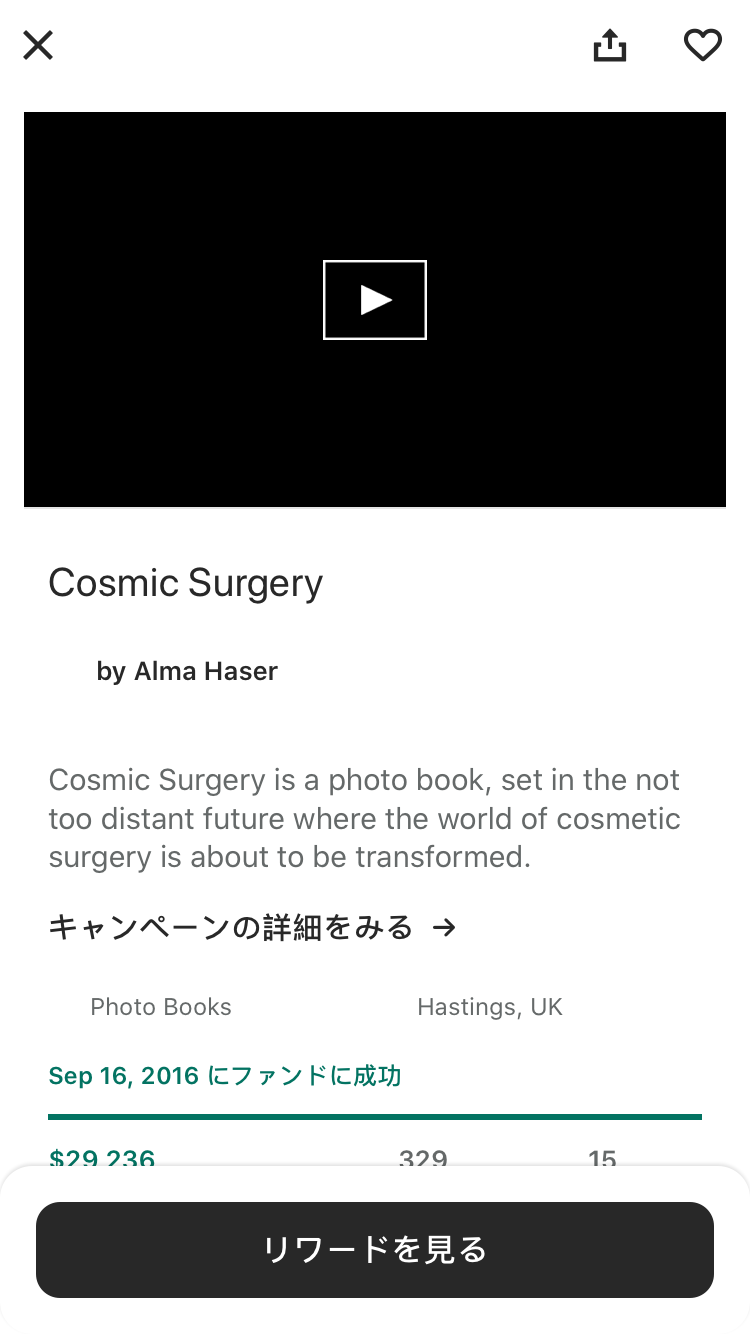 Cosmic Surgery
by Alma Haser
Cosmic Surgery is a photo book, set in the not
too distant future where the world of cosmetic
surgery is about to be transformed.
キャンペーンの詳細をみる →
Photo Books Hastings, UK
Sep 16, 2016 にファンドに成功
$29,236 329 15
リワードを見る